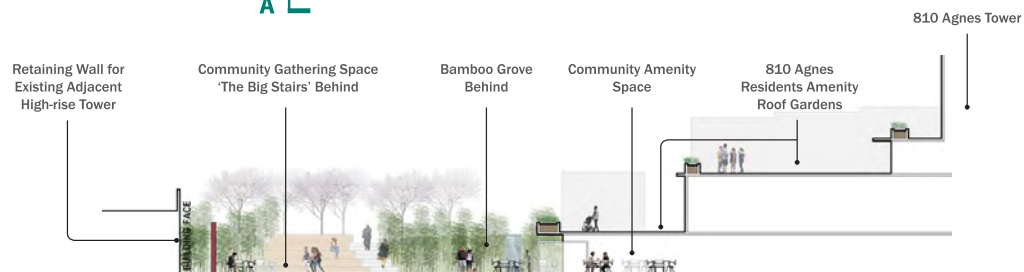 A
810 Agnes Tower
Retaining Wall for
Existing Adjacent
High-rise Tower
Community Gathering Space
‘The Big Stairs’ Behind
Bamboo Grove
Behind
Community Amenity
Space
810 Agnes
Residents Amenity
Roof Gardens
BUILDING FACE